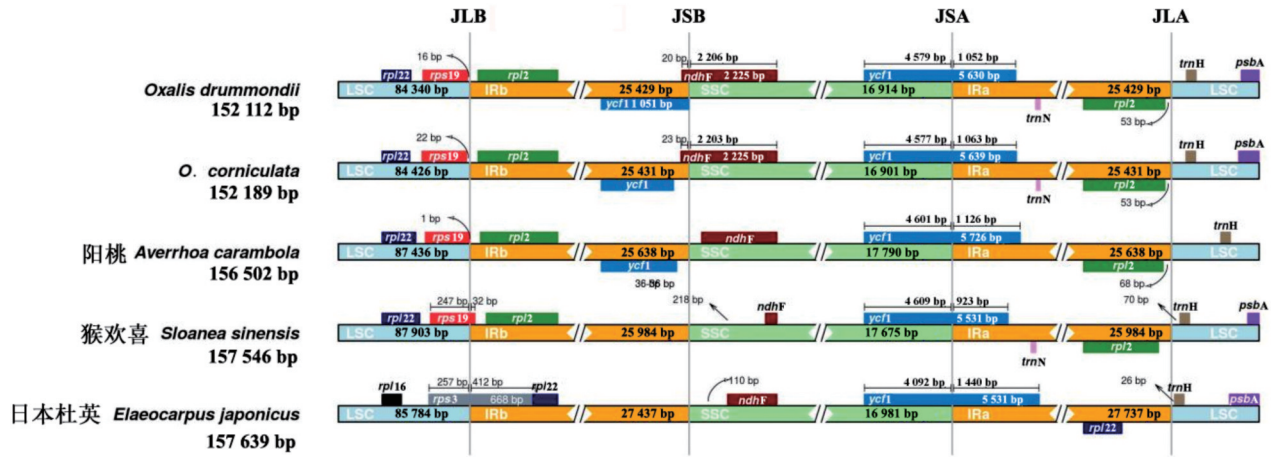 JLB JSB JSA JLA
16 bp 20 bp 2 206 bp 4 579 bp 1 052 bp
rpl22 rps19 rpl2 ndhF 2 225 bp ycf1 5 630 bp trnH psbA
Oxalis drummondii LSC 84 340 bp IRb 25 429 bp SSC 16 914 bp IRa 25 429 bp LSC
152 112 bp ycf1 1 051 bp trnN rpl2 53 bp
22 bp 23 bp 2 203 bp 4 577 bp 1 063 bp
rpl22 rps19 rpl2 ndhF 2 225 bp ycf1 5 639 bp trnH psbA
O. corniculata LSC 84 426 bp IRb 25 431 bp SSC 16 901 bp IRa 25 431 bp LSC
152 189 bp ycf1 trnN rpl2 53 bp
1 bp 4 601 bp 1 126 bp
rpl22 rps19 rpl2 ndhF ycf1 5 726 bp trnH
阳桃 Averrhoa carambola LSC 87 436 bp IRb 25 638 bp SSC 17 790 bp IRa 25 638 bp LSC
156 502 bp ycf1 rpl2 68 bp
247 bp 32 bp 218 bp ndhF 4 609 bp 923 bp 70 bp trnH psbA
rpl22 rps19 rpl2 ycf1 5 531 bp
猴欢喜 Sloanea sinensis LSC 87 903 bp IRb 25 984 bp SSC 17 675 bp IRa 25 984 bp LSC
157 546 bp trnN rpl2
rpl16 257 bp 412 bp rpl22 110 bp 4 092 bp 1 440 bp 26 bp trnH
rps3 668 bp ndhF ycf1 5 531 bp psbA
日本杜英 Elaeocarpus japonicus LSC 85 784 bp IRb 27 437 bp SSC 16 981 bp IRa 27 737 bp LSC
157 639 bp rpl22